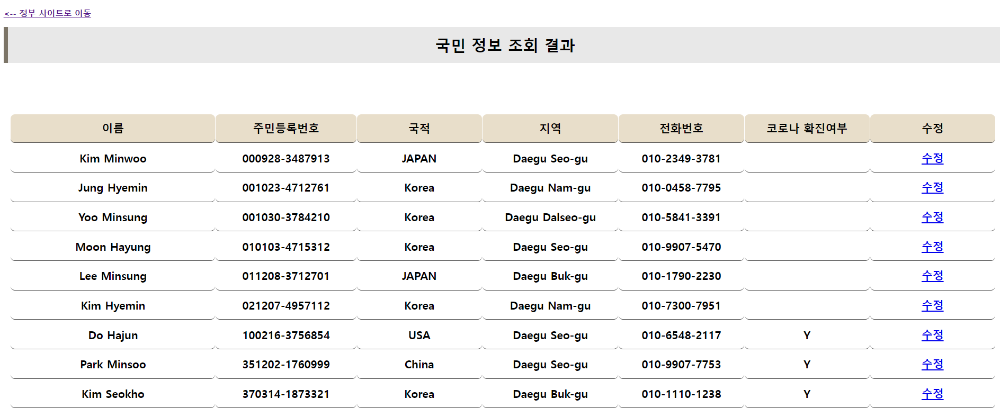 <-- 정부 사이트로 이동
국민 정보 조회 결과
이름 주민등록번호 국적 지역 전화번호 코로나 확진여부 수정
Kim Minwoo 000928-3487913 JAPAN Daegu Seo-gu 010-2349-3781 수정
Jung Hyemin 001023-4712761 Korea Daegu Nam-gu 010-0458-7795 수정
Yoo Minsung 001030-3784210 Korea Daegu Dalseo-gu 010-5841-3391 수정
Moon Hayung 010103-4715312 Korea Daegu Seo-gu 010-9907-5470 수정
Lee Minsung 011208-3712701 JAPAN Daegu Buk-gu 010-1790-2230 수정
Kim Hyemin 021207-4957112 Korea Daegu Nam-gu 010-7300-7951 수정
Do Hajun 100216-3756854 USA Daegu Seo-gu 010-6548-2117 Y 수정
Park Minsoo 351202-1760999 China Daegu Seo-gu 010-9907-7753 Y 수정
Kim Seokho 370314-1873321 Korea Daegu Buk-gu 010-1110-1238 Y 수정